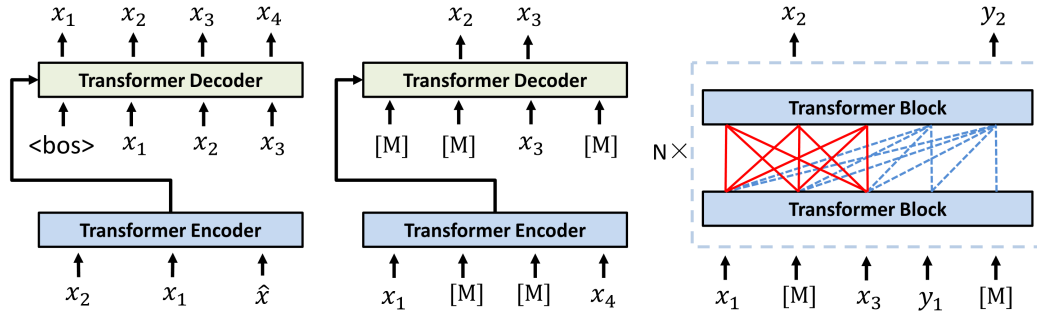 x₁ x₂ x₃ x₄
Transformer Decoder
<bos> x₁ x₂ x₃
Transformer Encoder
x₂ x₁ x̂
x₂ x₃
Transformer Decoder
[M] [M] x₃ [M]
Transformer Encoder
x₁ [M] [M] x₄
x₂ y₂
Transformer Block
N×
Transformer Block
x₁ [M] x₃ y₁ [M]